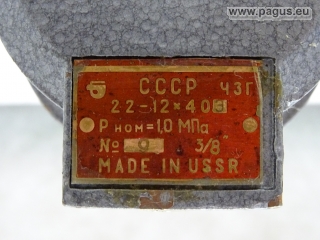 www.pagus.eu
СССР ЧЗГ
22-12×40
Р ном=1,0 МПа
№ 9 3/8"
MADE IN USSR